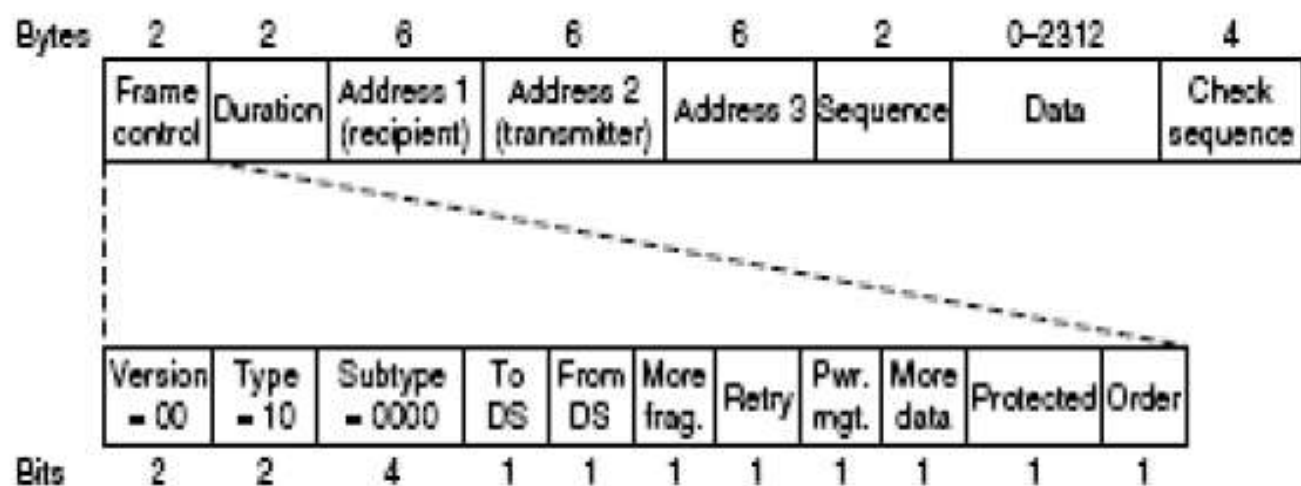 Bytes 2 2 6 6 6 2 0–2312 4
Frame control Duration Address 1 (recipient) Address 2 (transmitter) Address 3 Sequence Data Check sequence
Version = 00 Type = 10 Subtype = 0000 To DS From DS More frag. Retry Pwr. mgt. More data Protected Order
Bits 2 2 4 1 1 1 1 1 1 1 1